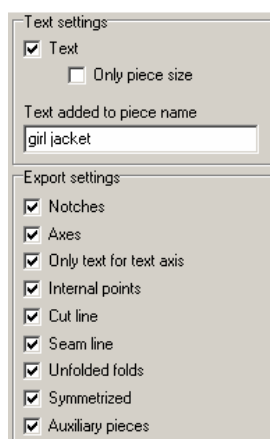 Text settings
Text
Only piece size
Text added to piece name
girl jacket
Export settings
Notches
Axes
Only text for text axis
Internal points
Cut line
Seam line
Unfolded folds
Symmetrized
Auxiliary pieces